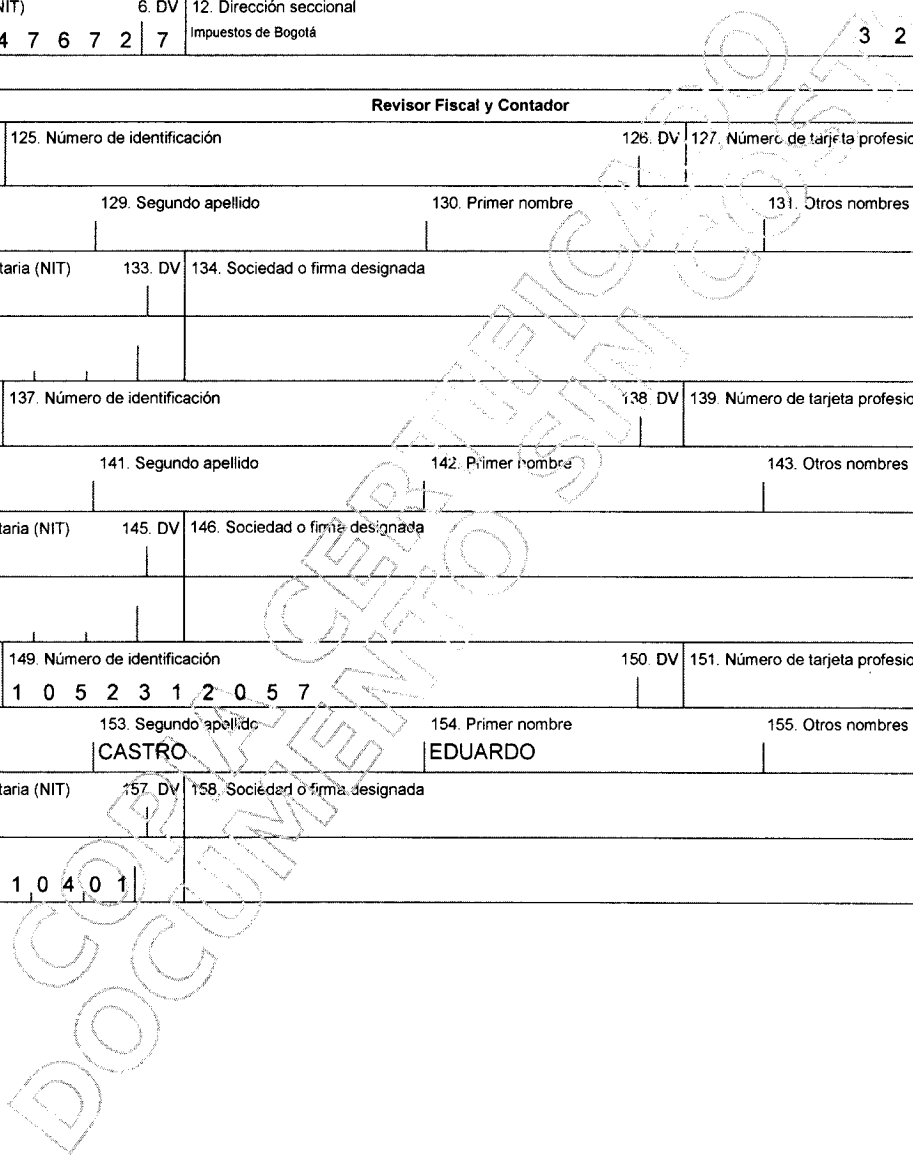 NIT) 6. DV 12. Dirección seccional
4 7 6 7 2 7 Impuestos de Bogotá 3 2
Revisor Fiscal y Contador
125. Número de identificación 126. DV 127. Número de tarjeta profesio
129. Segundo apellido 130. Primer nombre 131. Otros nombres
taria (NIT) 133. DV 134. Sociedad o firma designada
137. Número de identificación 138. DV 139. Número de tarjeta profesio
141. Segundo apellido 142. Primer nombre 143. Otros nombres
taria (NIT) 145. DV 146. Sociedad o firma designada
149. Número de identificación 150. DV 151. Número de tarjeta profesio
1 0 5 2 3 1 2 0 5 7
153. Segundo apellido 154. Primer nombre 155. Otros nombres
CASTRO EDUARDO
taria (NIT) 157. DV 158. Sociedad o firma designada
1 0 4 0 1
COPIA CERTIFICADO
DOCUMENTO SIN COST